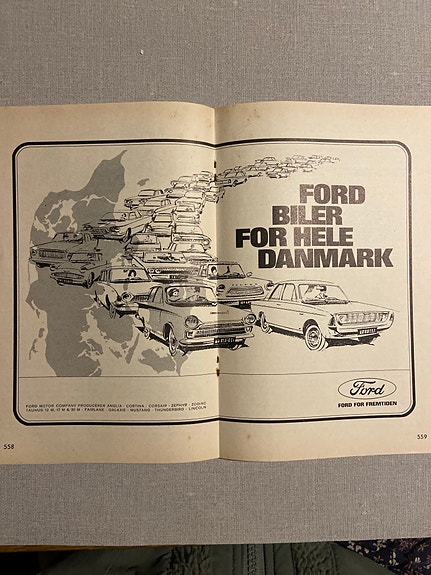 FORD
BILER
FOR HELE
DANMARK
FORD MOTOR COMPANY PRODUCERER ANGLIA - CORTINA - CORSAIR - ZEPHYR - ZODIAC
TAUNUS 12 M, 17 M & 20 M - FAIRLANE - GALAXIE - MUSTANG - THUNDERBIRD - LINCOLN
Ford
FORD FOR FREMTIDEN
558
559